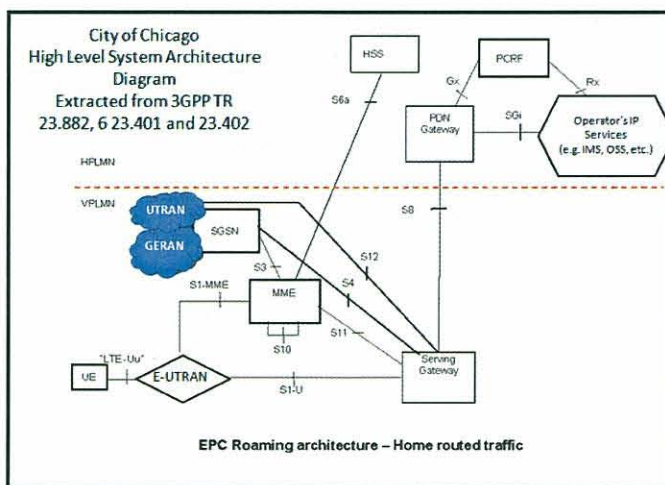 City of Chicago
High Level System Architecture
Diagram
Extracted from 3GPP TR
23.882, 6 23.401 and 23.402
HSS
PCRF
Gx
Rx
S6a
PDN
Gateway
SGi
Operator's IP
Services
(e.g. IMS, OSS, etc.)
HPLMN
VPLMN
S8
UTRAN
SGSN
GERAN
S12
S3
S4
S1-MME
MME
S10
S11
"LTE-Uu"
UE
E-UTRAN
S1-U
Serving
Gateway
EPC Roaming architecture – Home routed traffic